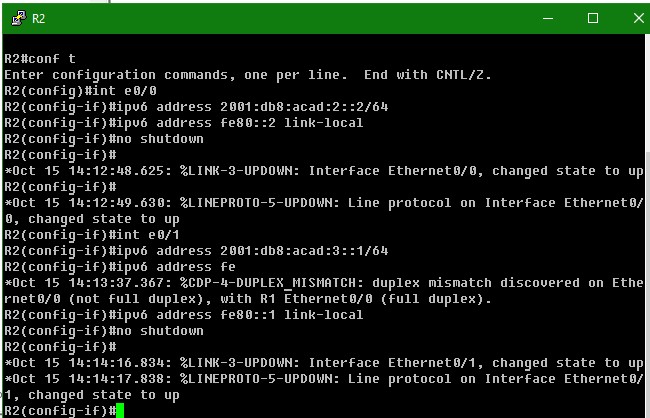 R2
R2#conf t
Enter configuration commands, one per line.  End with CNTL/Z.
R2(config)#int e0/0
R2(config-if)#ipv6 address 2001:db8:acad:2::2/64
R2(config-if)#ipv6 address fe80::2 link-local
R2(config-if)#no shutdown
R2(config-if)#
*Oct 15 14:12:48.625: %LINK-3-UPDOWN: Interface Ethernet0/0, changed state to up
R2(config-if)#
*Oct 15 14:12:49.630: %LINEPROTO-5-UPDOWN: Line protocol on Interface Ethernet0/
0, changed state to up
R2(config-if)#int e0/1
R2(config-if)#ipv6 address 2001:db8:acad:3::1/64
R2(config-if)#ipv6 address fe
*Oct 15 14:13:37.367: %CDP-4-DUPLEX_MISMATCH: duplex mismatch discovered on Ethe
rnet0/0 (not full duplex), with R1 Ethernet0/0 (full duplex).
R2(config-if)#ipv6 address fe80::1 link-local
R2(config-if)#no shutdown
R2(config-if)#
*Oct 15 14:14:16.834: %LINK-3-UPDOWN: Interface Ethernet0/1, changed state to up
*Oct 15 14:14:17.838: %LINEPROTO-5-UPDOWN: Line protocol on Interface Ethernet0/
1, changed state to up
R2(config-if)#